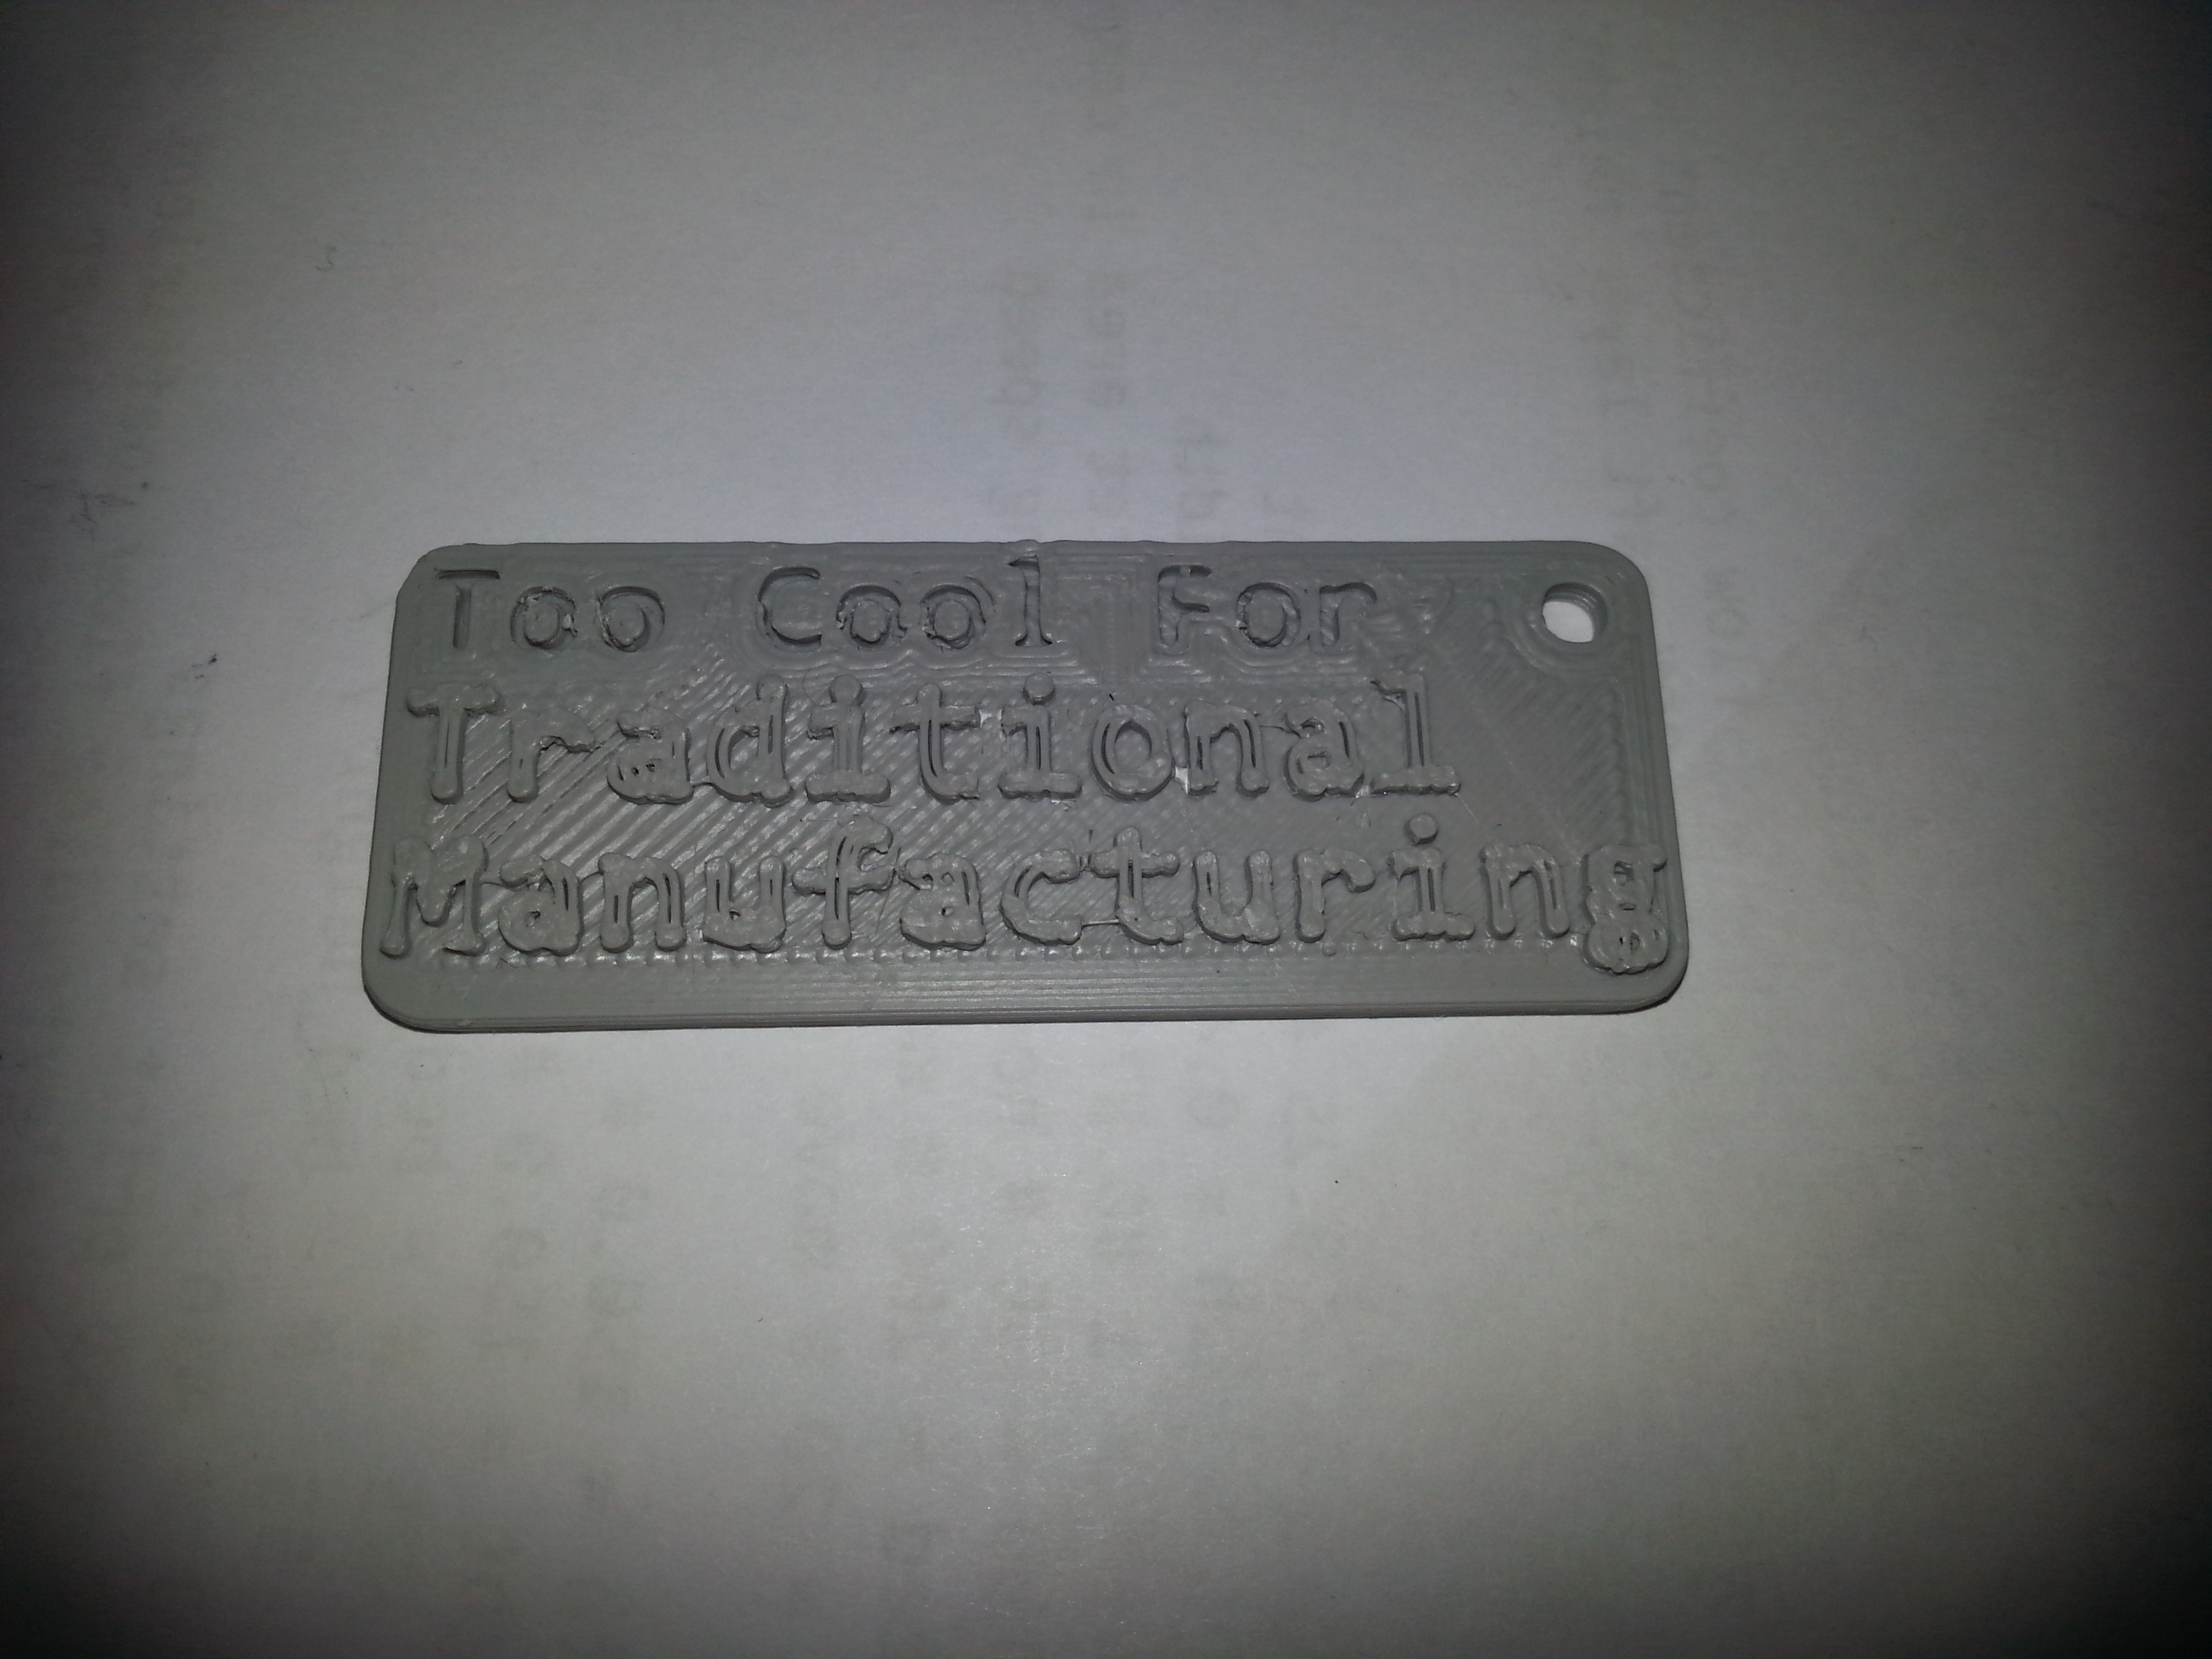 Too Cool For
Traditional
Manufacturing